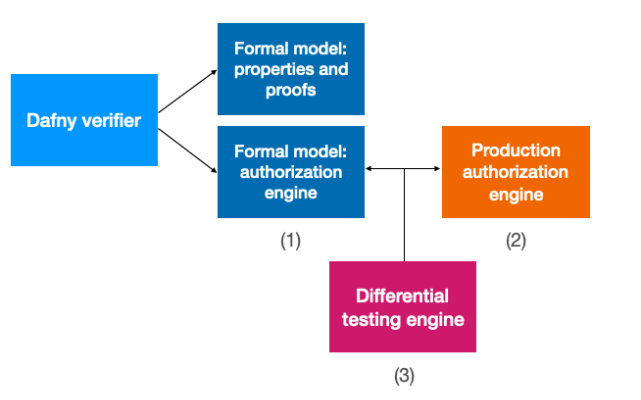 Formal model:
properties and
proofs
Dafny verifier
Formal model:
authorization
engine
Production
authorization
engine
(1)
(2)
Differential
testing engine
(3)